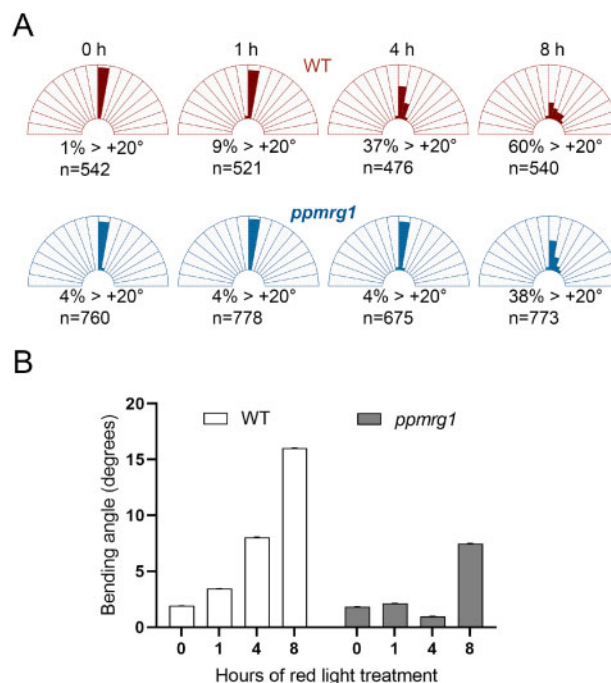 A
0 h 1 h 4 h 8 h
WT
1% > +20° 9% > +20° 37% > +20° 60% > +20°
n=542 n=521 n=476 n=540
ppmrg1
4% > +20° 4% > +20° 4% > +20° 38% > +20°
n=760 n=778 n=675 n=773
B
Bending angle (degrees)
20
15
10
5
0
WT ppmrg1
0 1 4 8 0 1 4 8
Hours of red light treatment